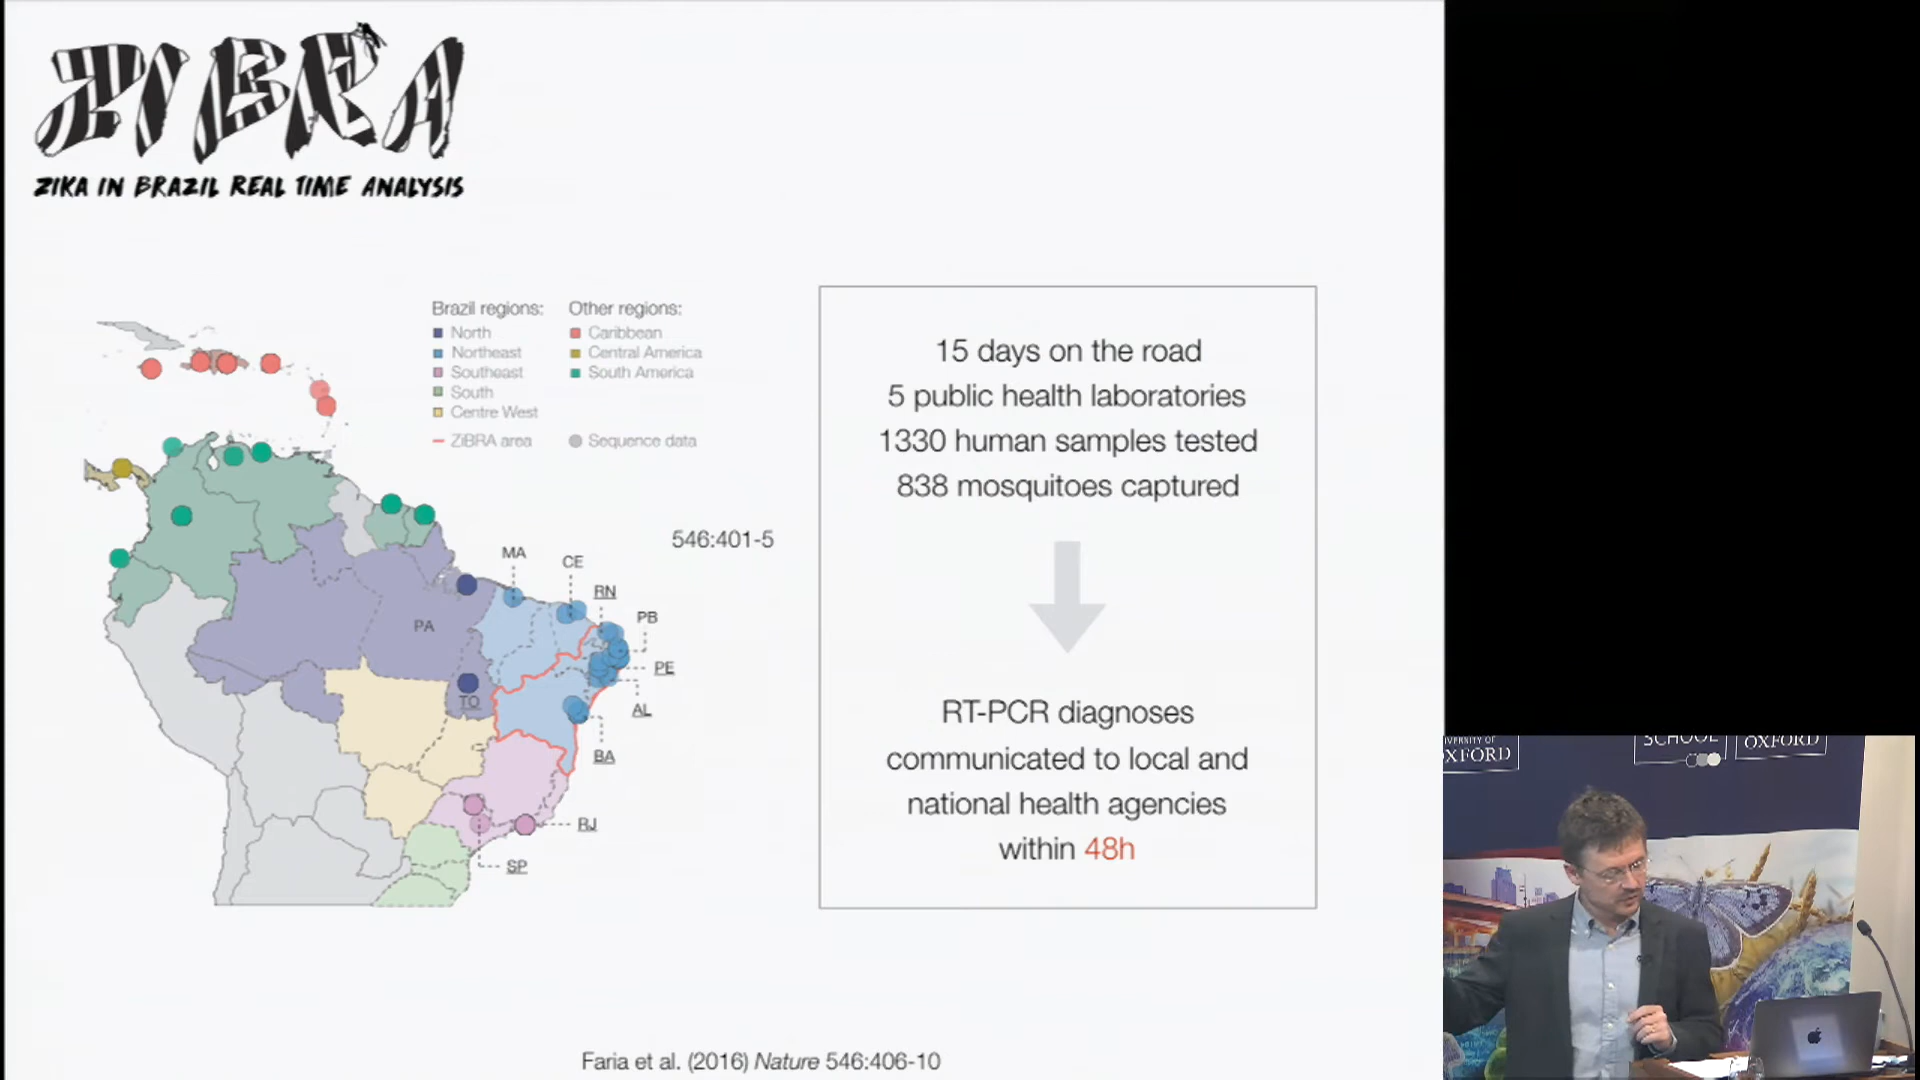 ZIBRA
ZIKA IN BRAZIL REAL TIME ANALYSIS
Brazil regions:
North
Northeast
Southeast
South
Centre West
ZiBRA area
Other regions:
Caribbean
Central America
South America
Sequence data
546:401-5
MA
CE
RN
PB
PA
PE
TO
AL
BA
RJ
SP
15 days on the road
5 public health laboratories
1330 human samples tested
838 mosquitoes captured
RT-PCR diagnoses
communicated to local and
national health agencies
within 48h
Faria et al. (2016) Nature 546:406-10
OXFORD
SCHOOL
OXFORD